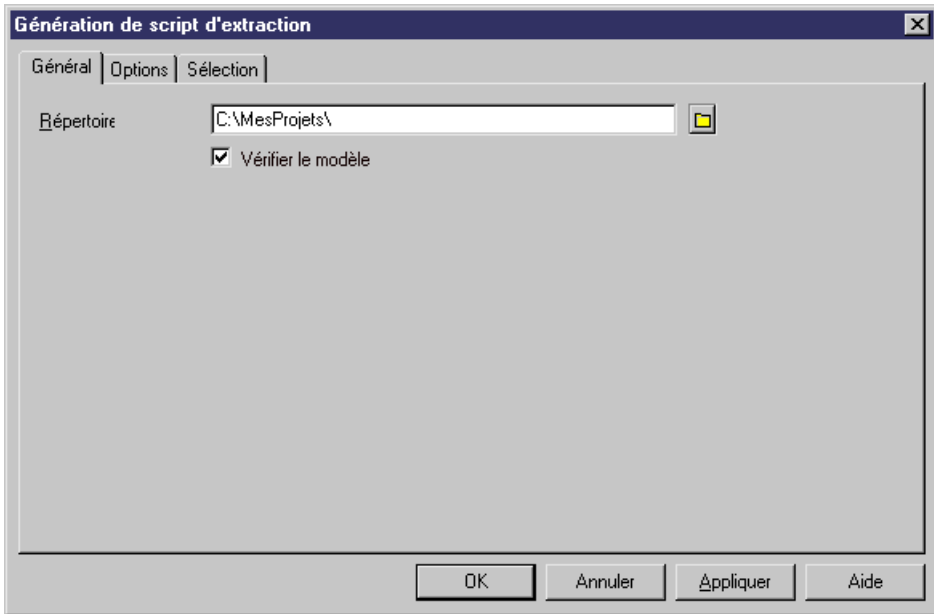 Génération de script d'extraction
Général Options Sélection
Répertoire C:\MesProjets\
Vérifier le modèle
OK Annuler Appliquer Aide